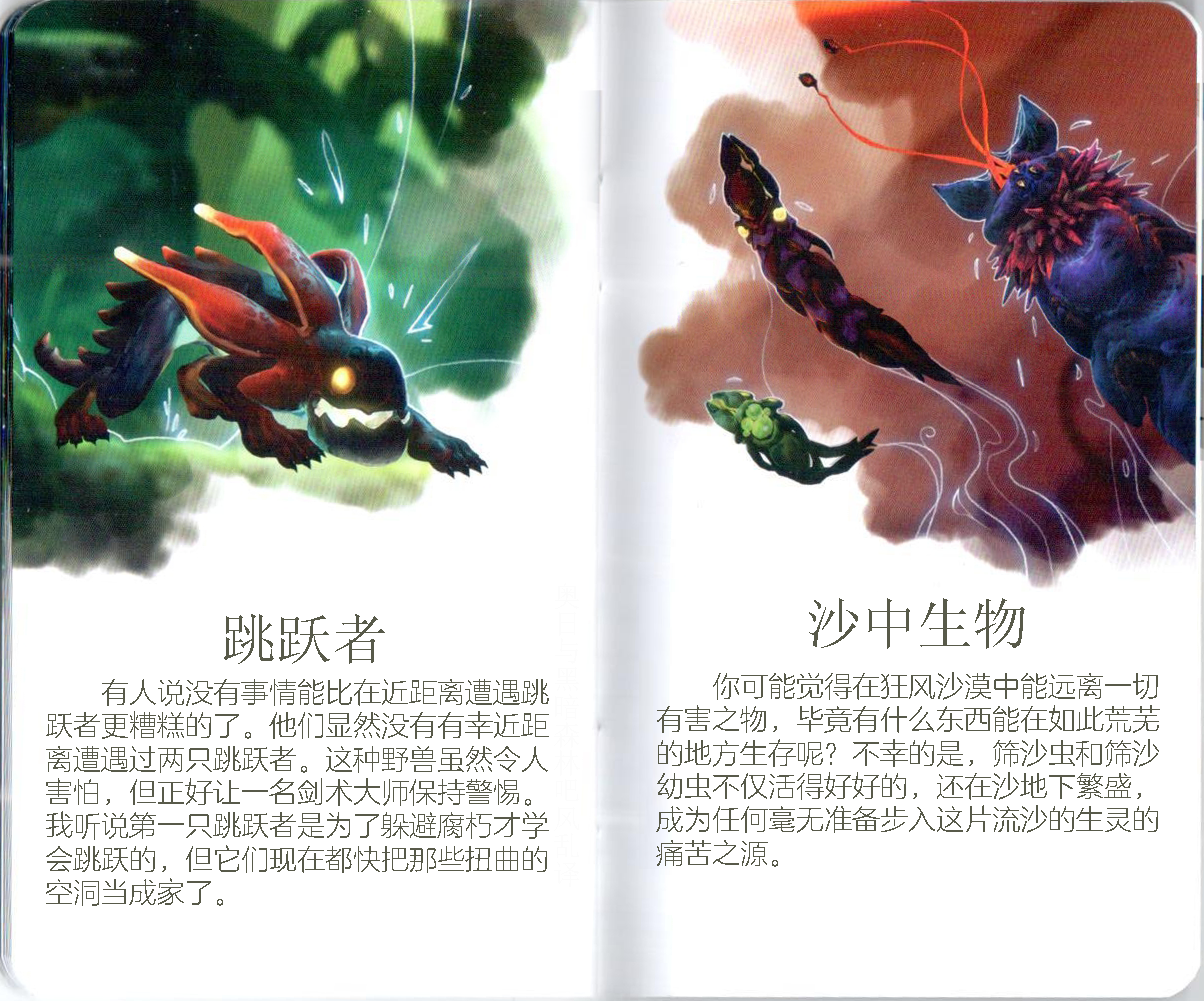 跳跃者
有人说没有事情能比在近距离遭遇跳
跃者更糟糕的了。他们显然没有有幸近距
离遭遇过两只跳跃者。这种野兽虽然令人
害怕，但正好让一名剑术大师保持警惕。
我听说第一只跳跃者是为了躲避腐朽才学
会跳跃的，但它们现在都快把那些扭曲的
空洞当成家了。
沙中生物
你可能觉得在狂风沙漠中能远离一切
有害之物，毕竟有什么东西能在如此荒芜
的地方生存呢？不幸的是，筛沙虫和筛沙
幼虫不仅活得好好的，还在沙地下繁盛，
成为任何毫无准备步入这片流沙的生灵的
痛苦之源。